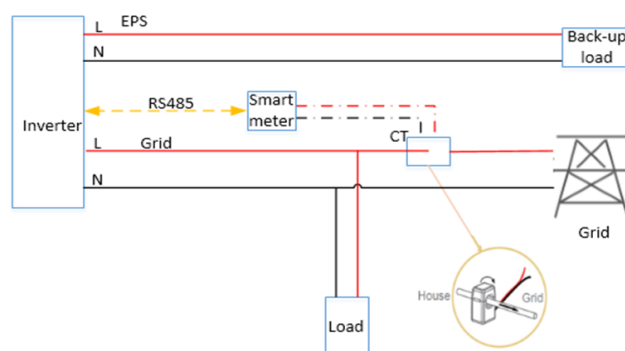 L EPS
N
Back-up
load
RS485
Smart
meter
Inverter
CT
L Grid
N
Grid
House Grid
Load